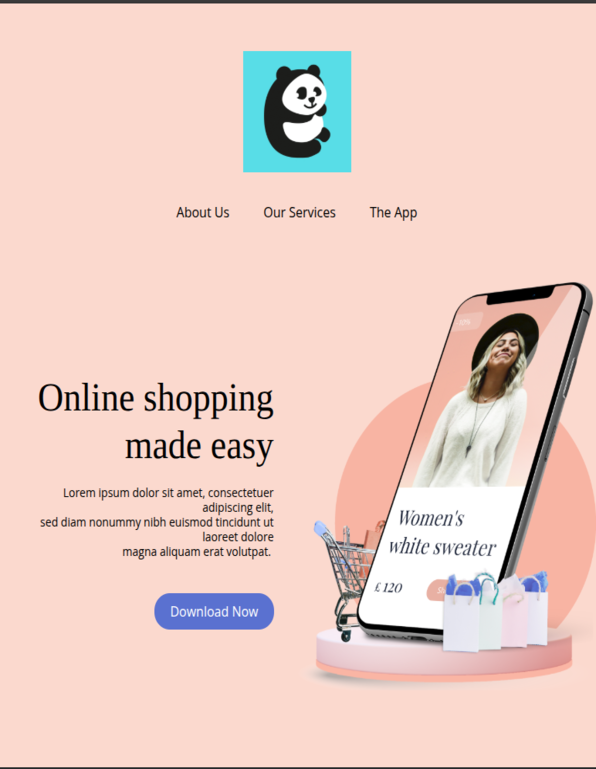 About Us Our Services The App
Online shopping
made easy
Lorem ipsum dolor sit amet, consectetuer
adipiscing elit,
sed diam nonummy nibh euismod tincidunt ut
laoreet dolore
magna aliquam erat volutpat.
Download Now
Women's
white sweater
£ 120